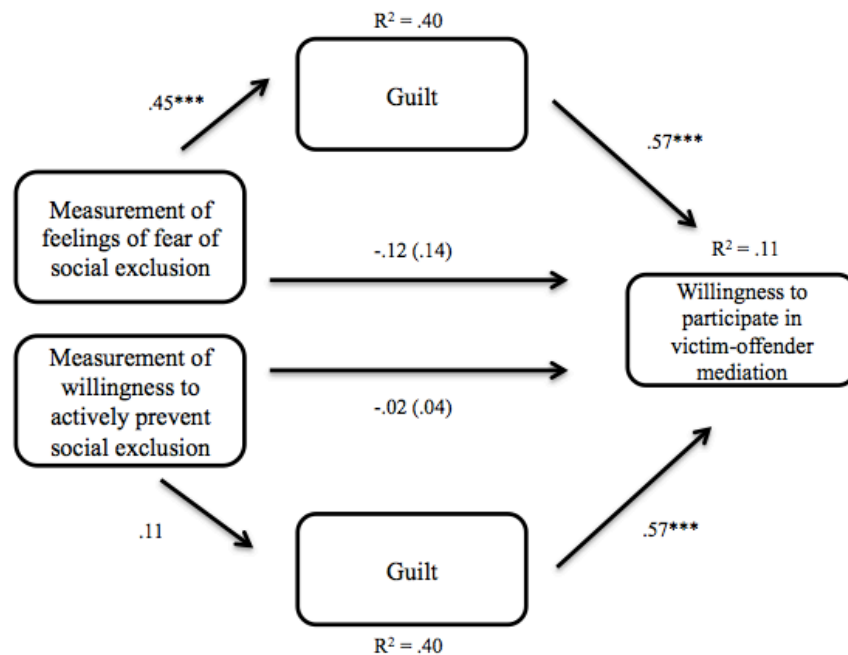 R² = .40
Guilt
.45***
.57***
Measurement of
feelings of fear of
social exclusion
-.12 (.14)
R² = .11
Willingness to
participate in
victim-offender
mediation
Measurement of
willingness to
actively prevent
social exclusion
-.02 (.04)
.11
.57***
Guilt
R² = .40